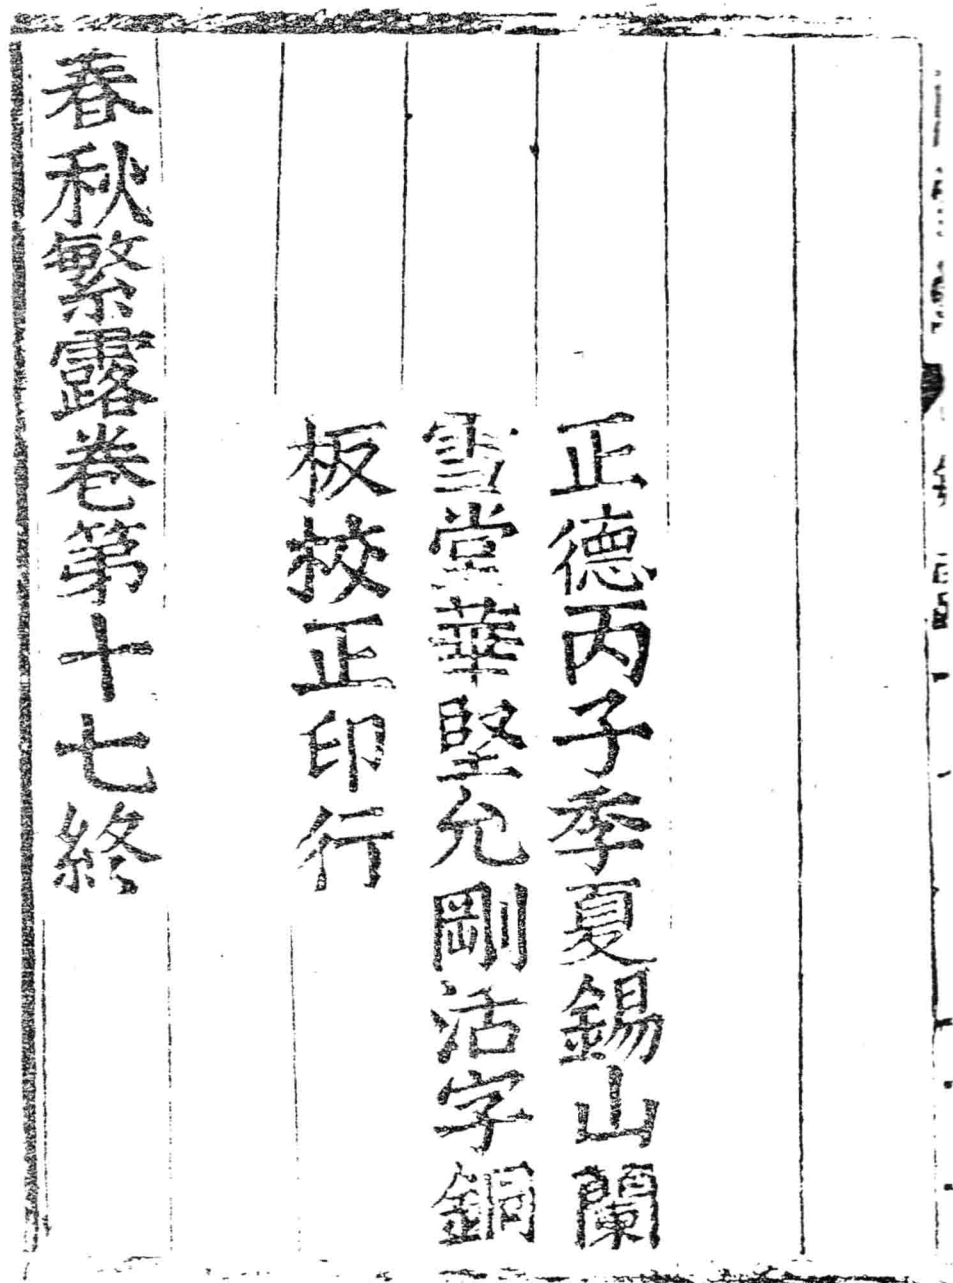 正德丙子季夏錫山蘭
雪堂華堅允剛活字銅
板校正印行
春秋繁露卷第十七終